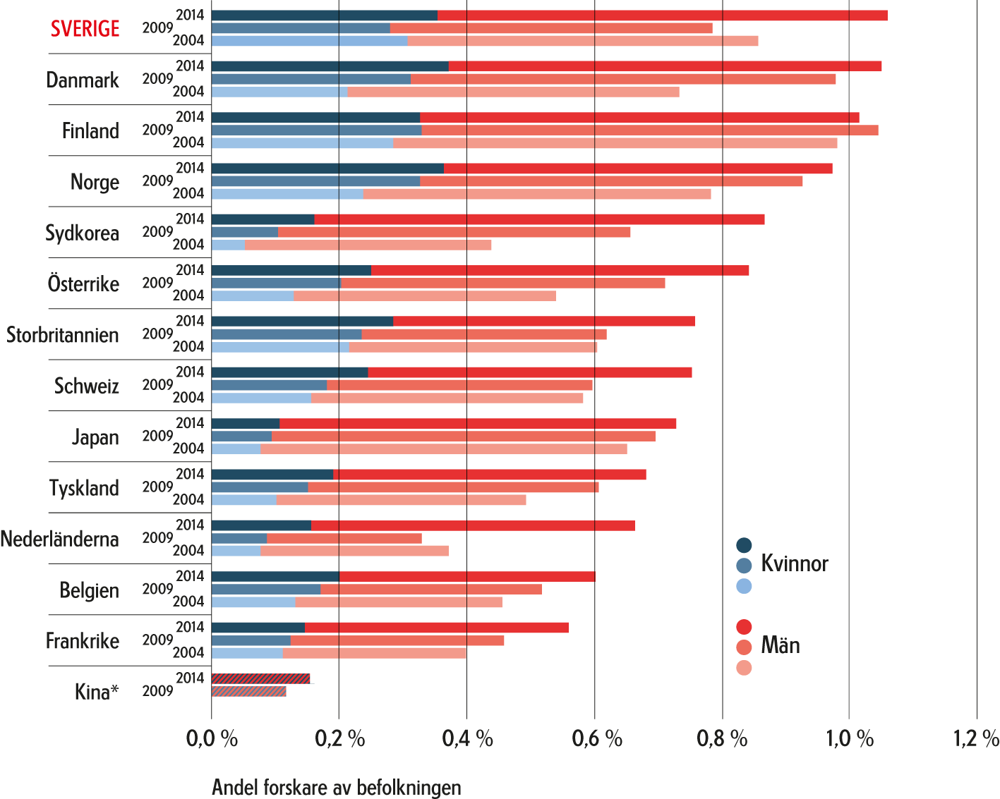 2014
SVERIGE 2009
2004
2014
Danmark 2009
2004
2014
Finland 2009
2004
2014
Norge 2009
2004
2014
Sydkorea 2009
2004
2014
Österrike 2009
2004
2014
Storbritannien 2009
2004
2014
Schweiz 2009
2004
2014
Japan 2009
2004
2014
Tyskland 2009
2004
2014
Nederländerna 2009
2004
2014
Belgien 2009
2004
2014
Frankrike 2009
2004
2014
Kina* 2009
Kvinnor
Män
0,0 % 0,2 % 0,4 % 0,6 % 0,8 % 1,0 % 1,2 %
Andel forskare av befolkningen